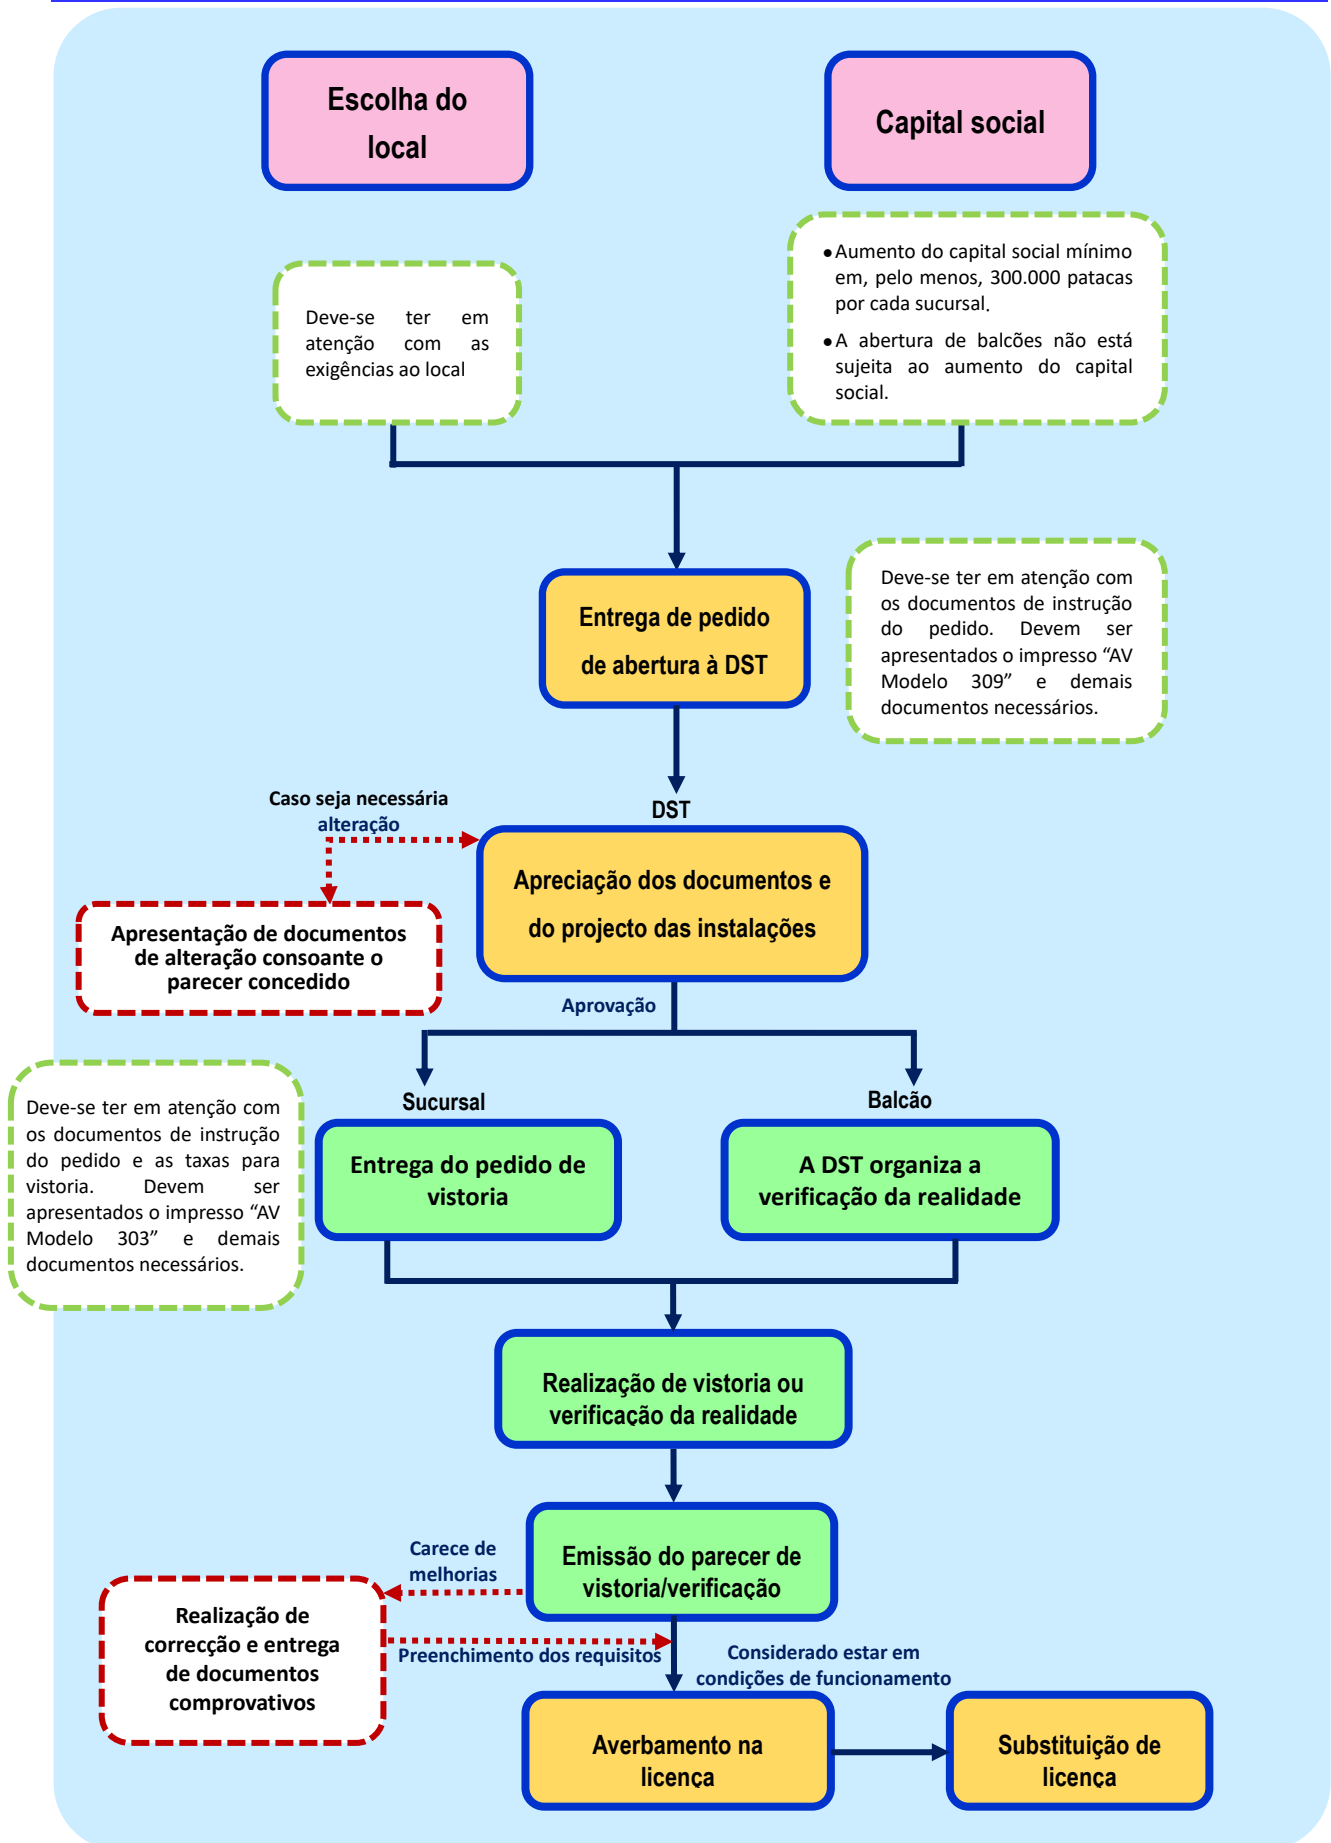 Escolha do
local
Capital social
Deve-se ter em
atenção com as
exigências ao local
• Aumento do capital social mínimo
em, pelo menos, 300.000 patacas
por cada sucursal.
• A abertura de balcões não está
sujeita ao aumento do capital
social.
Entrega de pedido
de abertura à DST
Deve-se ter em atenção com
os documentos de instrução
do pedido. Devem ser
apresentados o impresso “AV
Modelo 309” e demais
documentos necessários.
Caso seja necessária
alteração
DST
Apreciação dos documentos e
do projecto das instalações
Apresentação de documentos
de alteração consoante o
parecer concedido
Aprovação
Deve-se ter em atenção com
os documentos de instrução
do pedido e as taxas para
vistoria. Devem ser
apresentados o impresso “AV
Modelo 303” e demais
documentos necessários.
Sucursal
Entrega do pedido de
vistoria
Balcão
A DST organiza a
verificação da realidade
Realização de vistoria ou
verificação da realidade
Emissão do parecer de
vistoria/verificação
Carece de
melhorias
Realização de
correcção e entrega
de documentos
comprovativos
Preenchimento dos requisitos
Considerado estar em
condições de funcionamento
Averbamento na
licença
Substituição de
licença